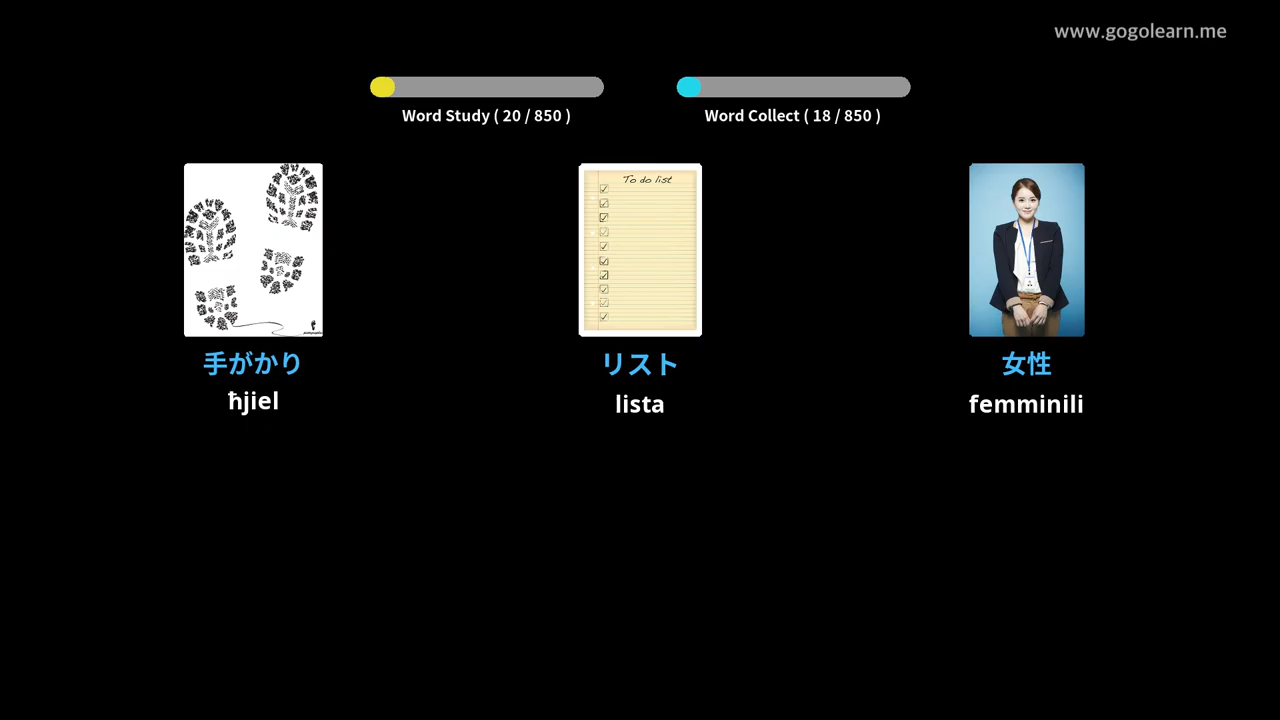 www.gogolearn.me
Word Study ( 20 / 850 )
Word Collect ( 18 / 850 )
To do list
手がかり
リスト
女性
ħjiel
lista
femminili